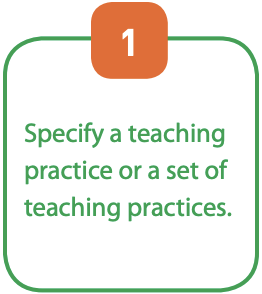 1
Specify a teaching
practice or a set of
teaching practices.